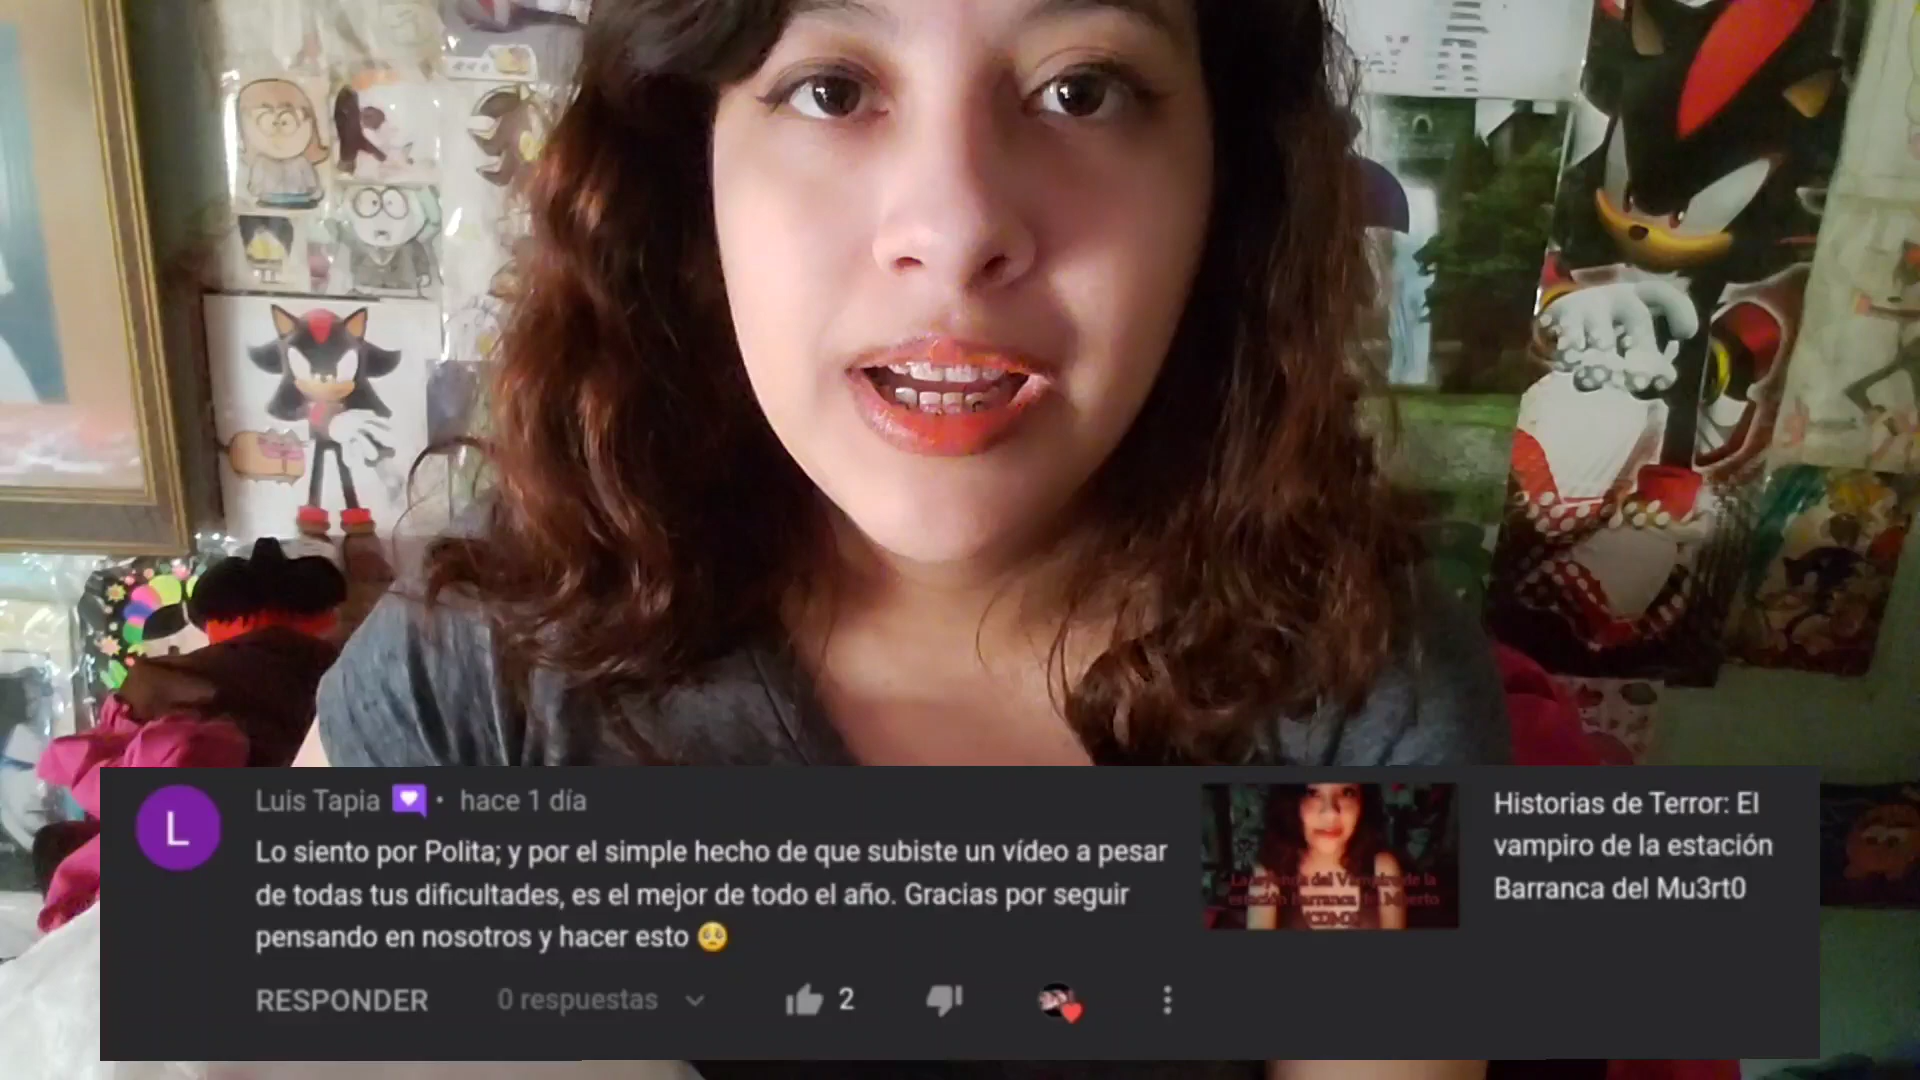 L
Luis Tapia • hace 1 día
Lo siento por Polita; y por el simple hecho de que subiste un vídeo a pesar
de todas tus dificultades, es el mejor de todo el año. Gracias por seguir
pensando en nosotros y hacer esto 🥺
RESPONDER 0 respuestas 2
Historias de Terror: El
vampiro de la estación
Barranca del Mu3rt0